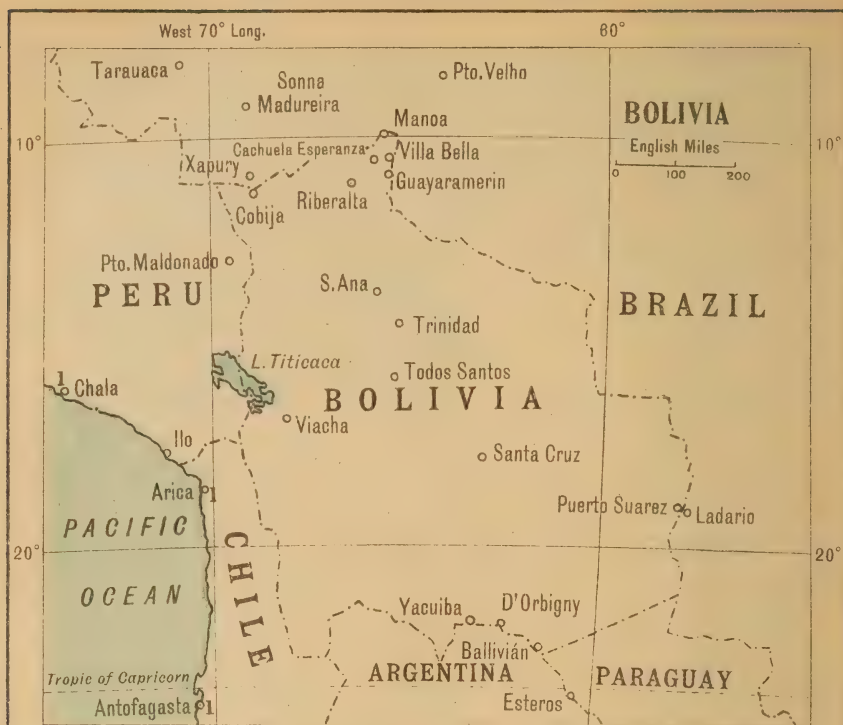 West 70° Long.
60°
Tarauaca
Sonna
Madureira
Pto. Velho
Manoa
BOLIVIA
English Miles
0 100 200
10°
10°
Cachuela Esperanza
Villa Bella
Xapury
Guayaramerin
Riberalta
Cobija
Pto. Maldonado
PERU
S. Ana
BRAZIL
Trinidad
L. Titicaca
Todos Santos
1
Chala
BOLIVIA
Viacha
Ilo
Santa Cruz
Arica 1
Puerto Suarez
Ladario
PACIFIC
OCEAN
CHILE
20°
20°
Yacuiba
D'Orbigny
Ballivián
ARGENTINA
PARAGUAY
Tropic of Capricorn
Antofagasta 1
Esteros